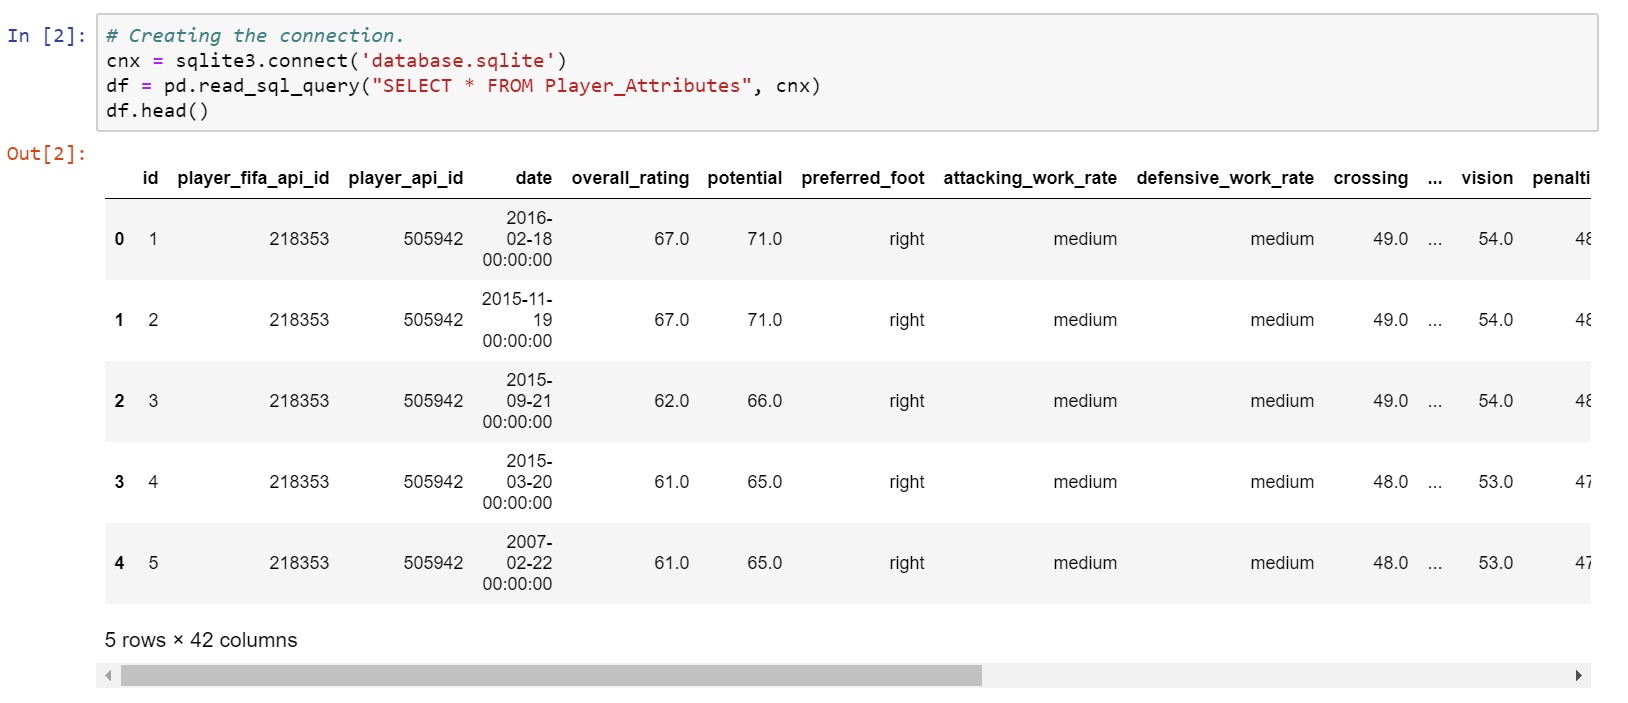 In [2]: # Creating the connection.
cnx = sqlite3.connect('database.sqlite')
df = pd.read_sql_query("SELECT * FROM Player_Attributes", cnx)
df.head()
Out[2]:
id player_fifa_api_id player_api_id date overall_rating potential preferred_foot attacking_work_rate defensive_work_rate crossing ... vision penalti
2016-
0 1 218353 505942 02-18 67.0 71.0 right medium medium 49.0 ... 54.0 48
00:00:00
2015-11-
1 2 218353 505942 19 67.0 71.0 right medium medium 49.0 ... 54.0 48
00:00:00
2015-
2 3 218353 505942 09-21 62.0 66.0 right medium medium 49.0 ... 54.0 48
00:00:00
2015-
3 4 218353 505942 03-20 61.0 65.0 right medium medium 48.0 ... 53.0 47
00:00:00
2007-
4 5 218353 505942 02-22 61.0 65.0 right medium medium 48.0 ... 53.0 47
00:00:00
5 rows × 42 columns